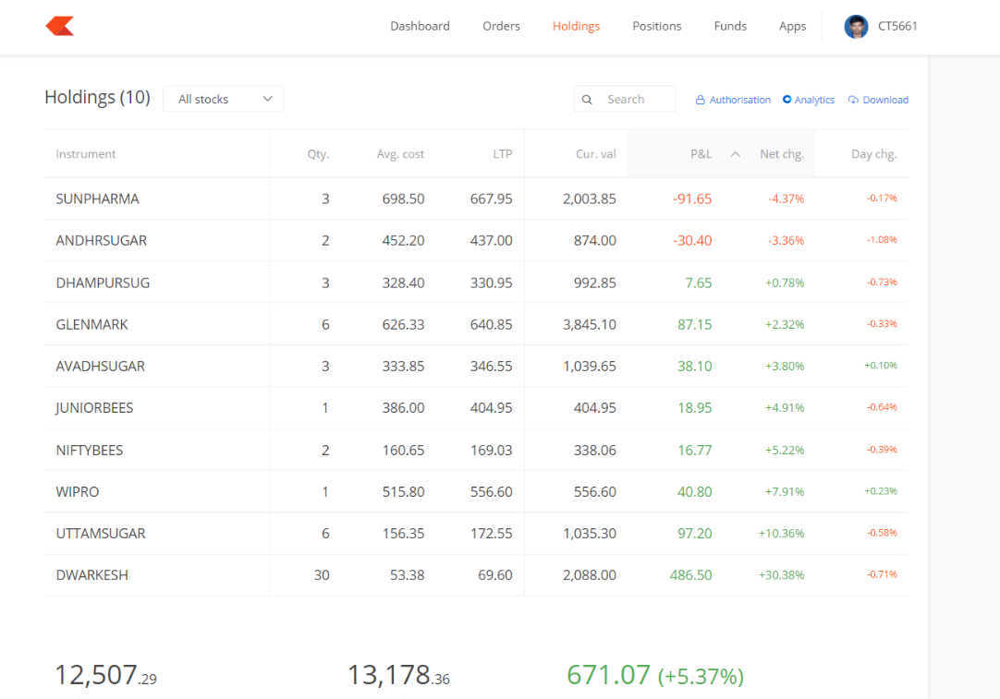 Dashboard Orders Holdings Positions Funds Apps CT5661
Holdings (10) All stocks Search Authorisation Analytics Download
Instrument Qty. Avg. cost LTP Cur. val P&L Net chg. Day chg.
SUNPHARMA 3 698.50 667.95 2,003.85 -91.65 -4.37% -0.17%
ANDHRSUGAR 2 452.20 437.00 874.00 -30.40 -3.36% -1.08%
DHAMPURSUG 3 328.40 330.95 992.85 7.65 +0.78% -0.73%
GLENMARK 6 626.33 640.85 3,845.10 87.15 +2.32% -0.33%
AVADHSUGAR 3 333.85 346.55 1,039.65 38.10 +3.80% +0.10%
JUNIORBEES 1 386.00 404.95 404.95 18.95 +4.91% -0.64%
NIFTYBEES 2 160.65 169.03 338.06 16.77 +5.22% -0.39%
WIPRO 1 515.80 556.60 556.60 40.80 +7.91% +0.23%
UTTAMSUGAR 6 156.35 172.55 1,035.30 97.20 +10.36% -0.58%
DWARKESH 30 53.38 69.60 2,088.00 486.50 +30.38% -0.71%
12,507.29 13,178.36 671.07 (+5.37%)